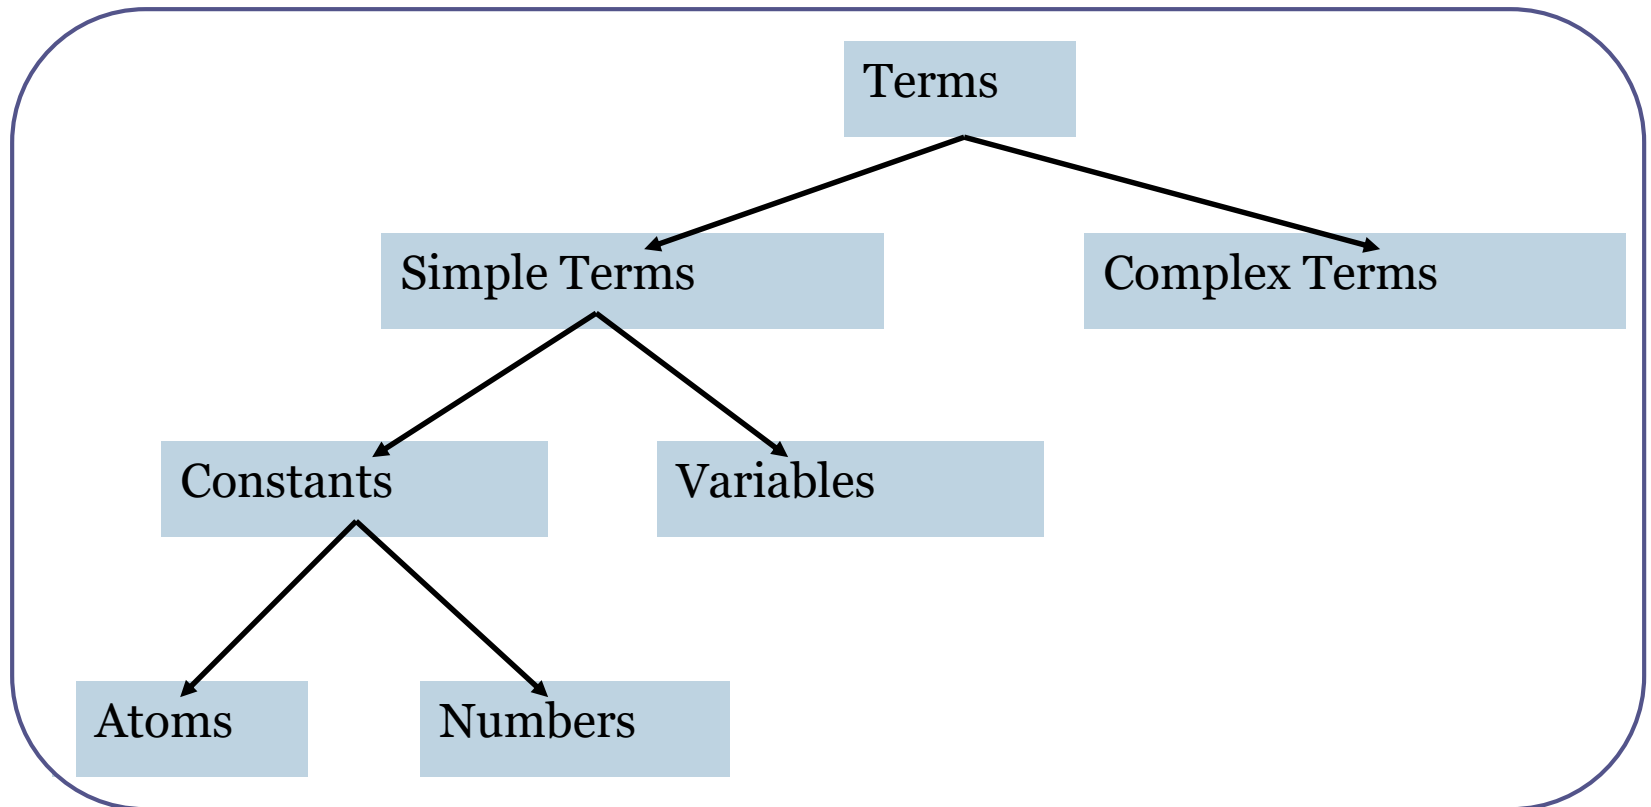 Terms
Simple Terms
Complex Terms
Constants
Variables
Atoms
Numbers